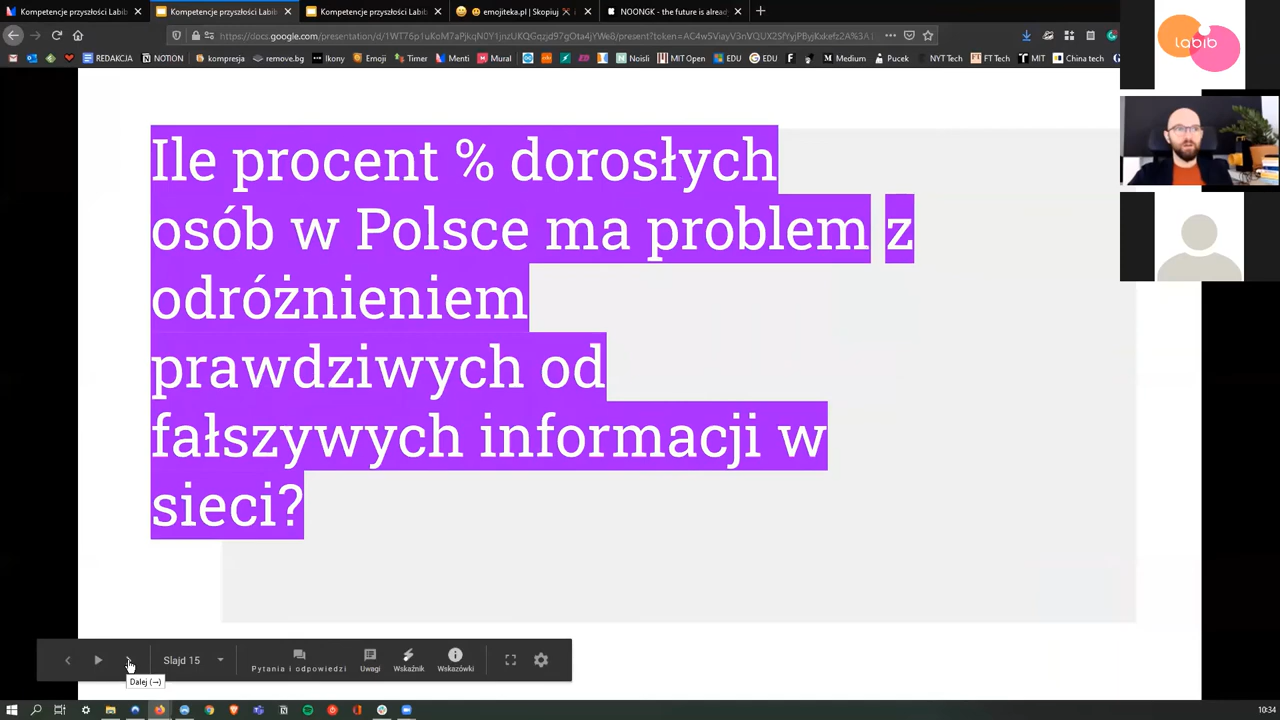 Kompetencje przyszłości Labib
Kompetencje przyszłości Labib
Kompetencje przyszłości Labib
emojiteka.pl | Skopiuj
NOONGK - the future is alread
REDAKCJA
NOTION
kompresja
remove.bg
Ikony
Emoji
Timer
Menti
Mural
Noisli
MIT Open
EDU
EDU
Medium
Pucek
NYT Tech
FT Tech
MIT
China tech
labib
Ile procent % dorosłych
osób w Polsce ma problem z
odróżnieniem
prawdziwych od
fałszywych informacji w
sieci?
Slajd 15
Pytania i odpowiedzi
Uwagi
Wskaźnik
Wskazówki
Dalej (→)
10:34